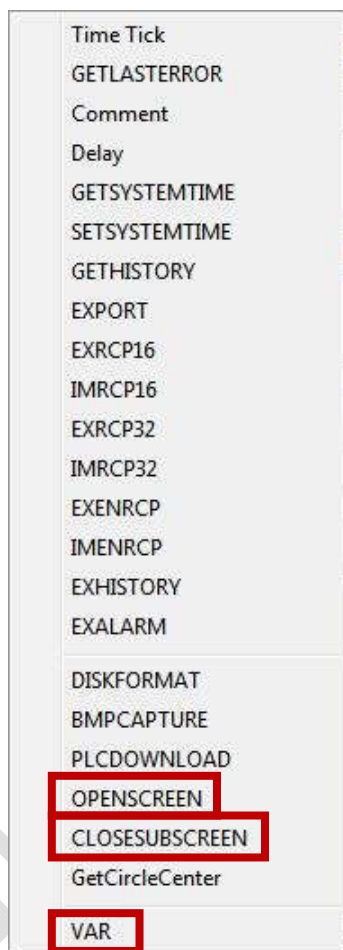 Time Tick
GETLASTERROR
Comment
Delay
GETSYSTEMTIME
SETSYSTEMTIME
GETHISTORY
EXPORT
EXRCP16
IMRCP16
EXRCP32
IMRCP32
EXENRCP
IMENRCP
EXHISTORY
EXALARM
DISKFORMAT
BMPCAPTURE
PLCDOWNLOAD
OPENSCREEN
CLOSESUBSCREEN
GetCircleCenter
VAR